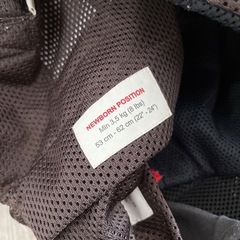 NEWBORN POSITION
Min 3,5 kg (8 lbs)
53 cm - 62 cm (22" - 24")